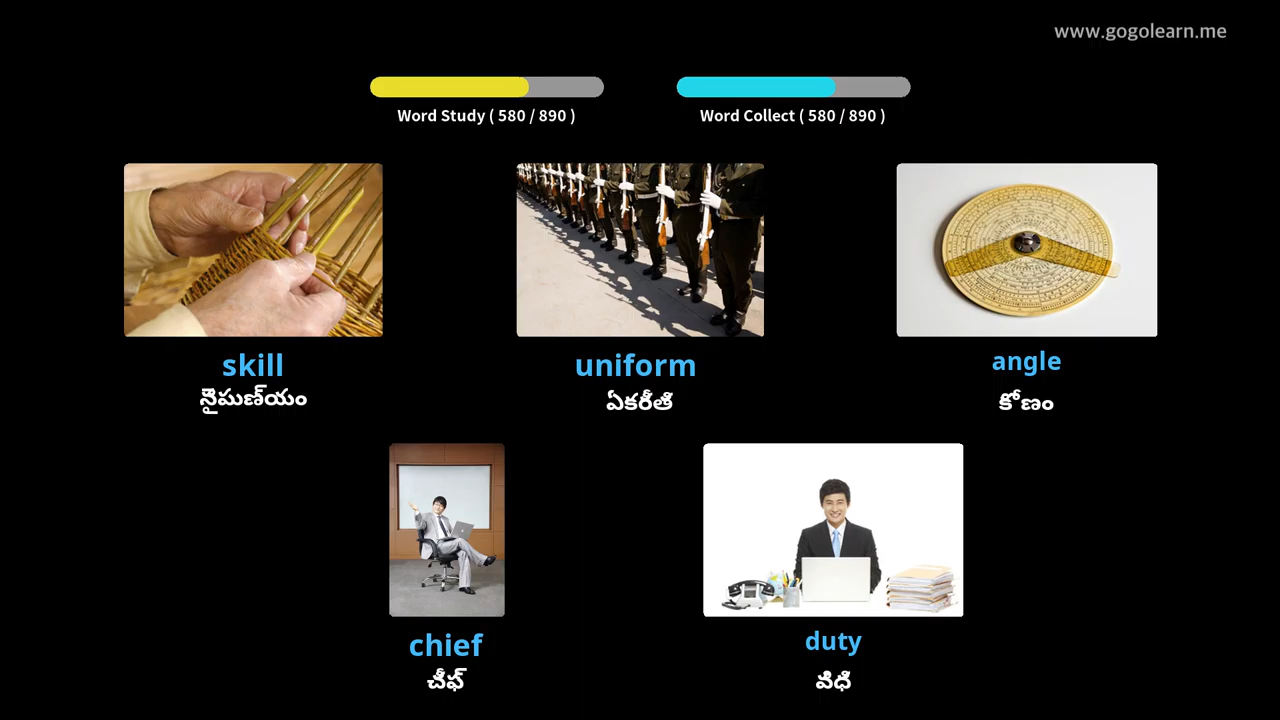 www.gogolearn.me
Word Study ( 580 / 890 )
Word Collect ( 580 / 890 )
skill
నైపుణ్యం
uniform
ఏకరీతి
angle
కోణం
chief
చీఫ్
duty
విధి